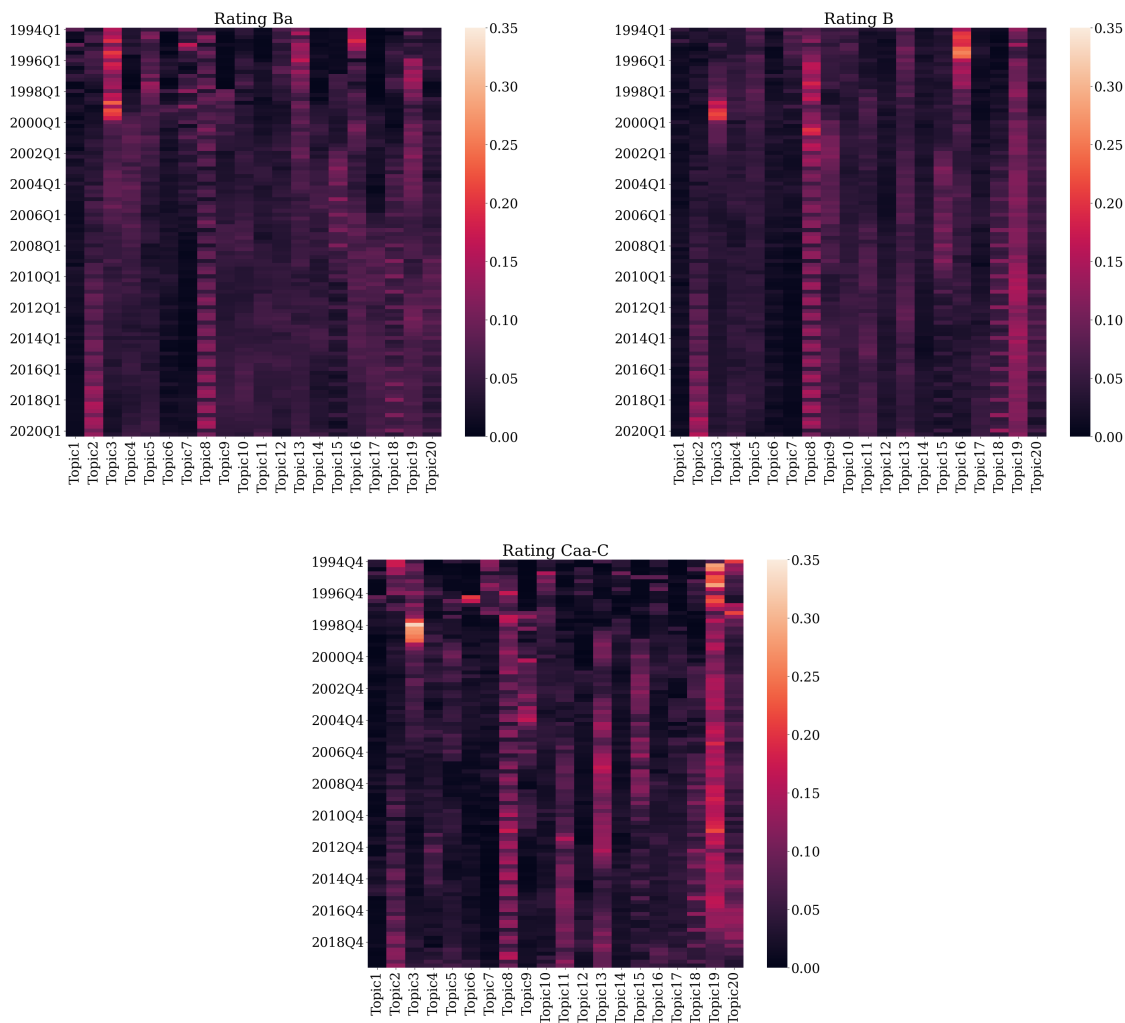 Rating Ba
1994Q1
1996Q1
1998Q1
2000Q1
2002Q1
2004Q1
2006Q1
2008Q1
2010Q1
2012Q1
2014Q1
2016Q1
2018Q1
2020Q1
Topic1
Topic2
Topic3
Topic4
Topic5
Topic6
Topic7
Topic8
Topic9
Topic10
Topic11
Topic12
Topic13
Topic14
Topic15
Topic16
Topic17
Topic18
Topic19
Topic20
0.35
0.30
0.25
0.20
0.15
0.10
0.05
0.00
Rating B
1994Q1
1996Q1
1998Q1
2000Q1
2002Q1
2004Q1
2006Q1
2008Q1
2010Q1
2012Q1
2014Q1
2016Q1
2018Q1
2020Q1
Topic1
Topic2
Topic3
Topic4
Topic5
Topic6
Topic7
Topic8
Topic9
Topic10
Topic11
Topic12
Topic13
Topic14
Topic15
Topic16
Topic17
Topic18
Topic19
Topic20
0.35
0.30
0.25
0.20
0.15
0.10
0.05
0.00
Rating Caa-C
1994Q4
1996Q4
1998Q4
2000Q4
2002Q4
2004Q4
2006Q4
2008Q4
2010Q4
2012Q4
2014Q4
2016Q4
2018Q4
Topic1
Topic2
Topic3
Topic4
Topic5
Topic6
Topic7
Topic8
Topic9
Topic10
Topic11
Topic12
Topic13
Topic14
Topic15
Topic16
Topic17
Topic18
Topic19
Topic20
0.35
0.30
0.25
0.20
0.15
0.10
0.05
0.00